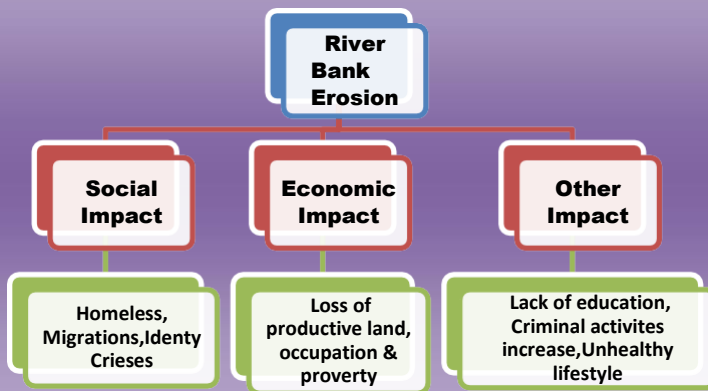 River
Bank
Erosion
Social
Impact
Economic
Impact
Other
Impact
Homeless,
Migrations,Identy
Crieses
Loss of
productive land,
occupation &
proverty
Lack of education,
Criminal activites
increase,Unhealthy
lifestyle